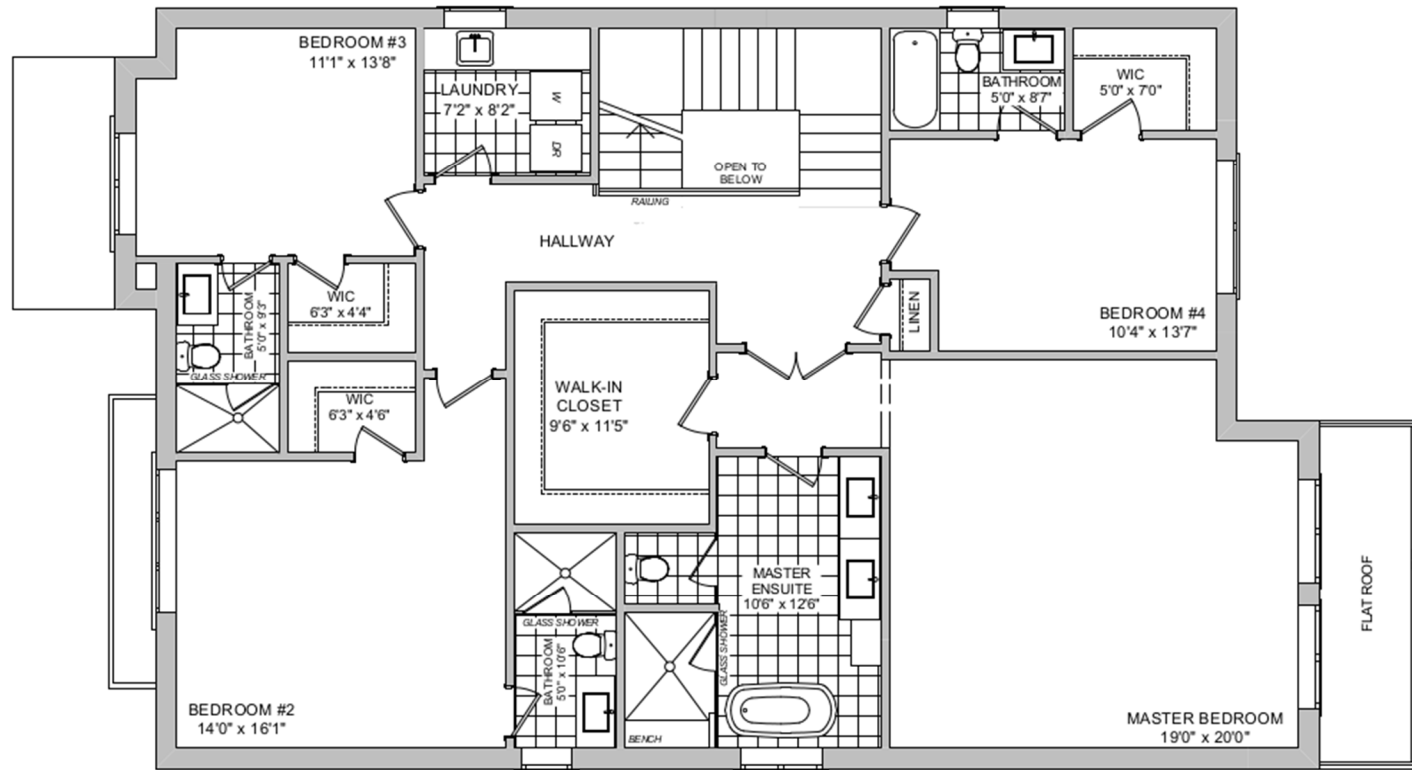 BEDROOM #3
11'1" x 13'8"
LAUNDRY
7'2" x 8'2"
W
DR
OPEN TO
BELOW
RAILING
BATHROOM
5'0" x 8'7"
WIC
5'0" x 7'0"
HALLWAY
BATHROOM
5'0" x 9'3"
GLASS SHOWER
WIC
6'3" x 4'4"
WIC
6'3" x 4'6"
WALK-IN
CLOSET
9'6" x 11'5"
LINEN
BEDROOM #4
10'4" x 13'7"
BEDROOM #2
14'0" x 16'1"
GLASS SHOWER
BATHROOM
5'0" x 10'6"
MASTER
ENSUITE
10'6" x 12'6"
GLASS SHOWER
BENCH
MASTER BEDROOM
19'0" x 20'0"
FLAT ROOF